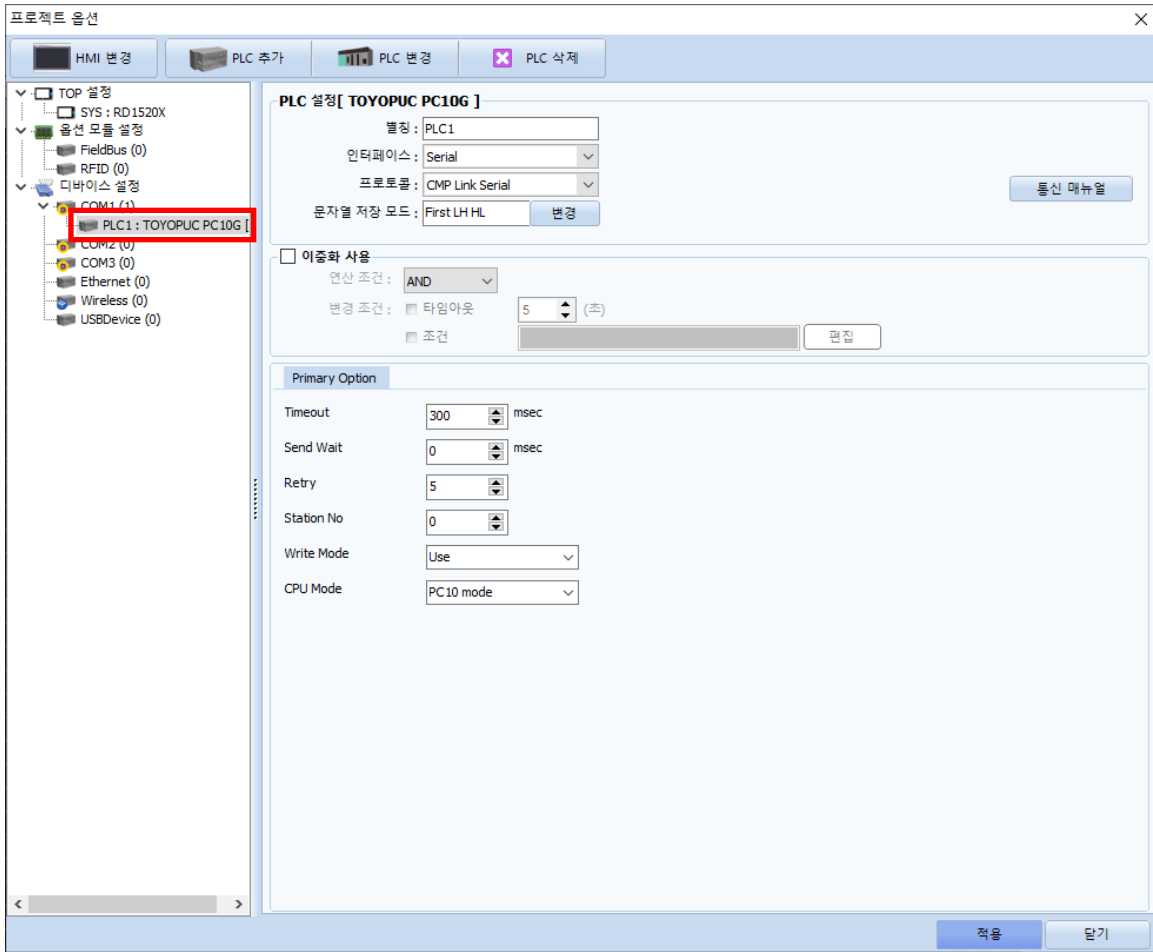 프로젝트 옵션
HMI 변경 PLC 추가 PLC 변경 PLC 삭제
TOP 설정
SYS : RD1520X
옵션 모듈 설정
FieldBus (0)
RFID (0)
디바이스 설정
COM1 (1)
PLC1 : TOYOPUC PC10G [
COM2 (0)
COM3 (0)
Ethernet (0)
Wireless (0)
USBDevice (0)
PLC 설정[ TOYOPUC PC10G ]
별칭 : PLC1
인터페이스 : Serial
프로토콜 : CMP Link Serial
통신 매뉴얼
문자열 저장 모드 : First LH HL 변경
이중화 사용
연산 조건 : AND
변경 조건 : 타임아웃 5 (초)
조건 편집
Primary Option
Timeout 300 msec
Send Wait 0 msec
Retry 5
Station No 0
Write Mode Use
CPU Mode PC10 mode
적용 닫기